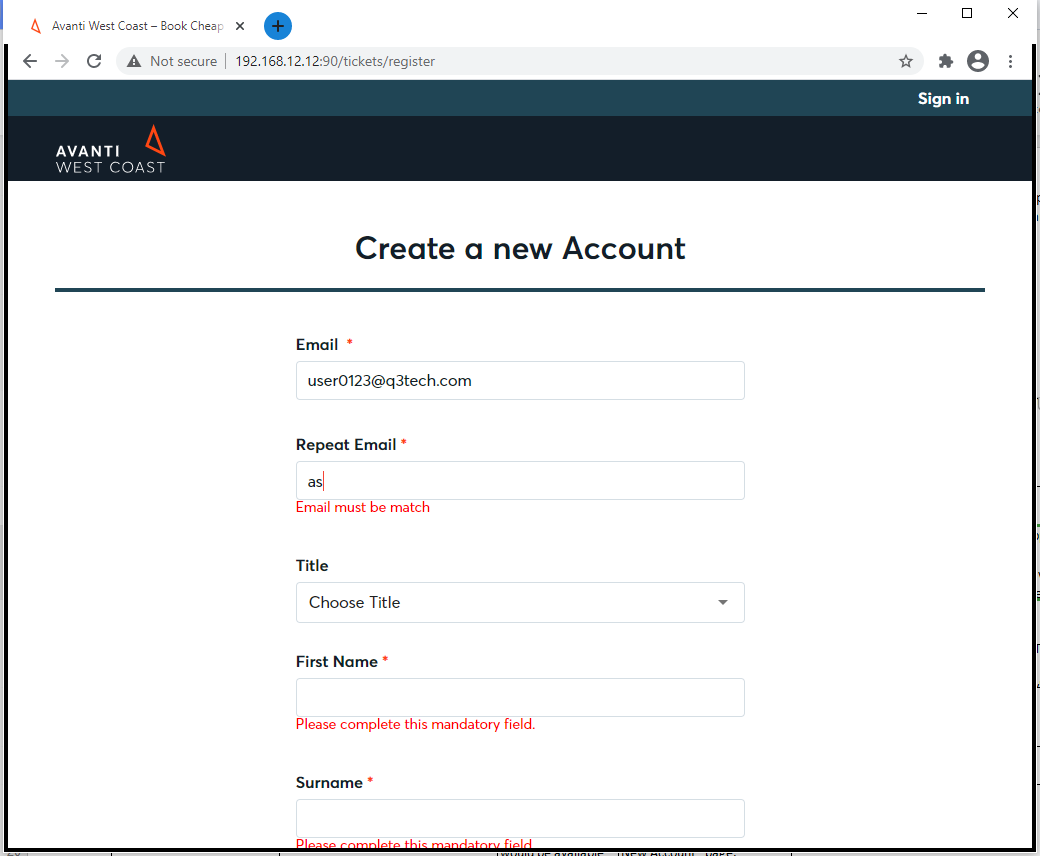 Avanti West Coast – Book Cheap
Not secure
192.168.12.12:90/tickets/register
Sign in
AVANTI
WEST COAST
Create a new Account
Email *
user0123@q3tech.com
Repeat Email *
as
Email must be match
Title
Choose Title
First Name *
Please complete this mandatory field.
Surname *
Please complete this mandatory field.